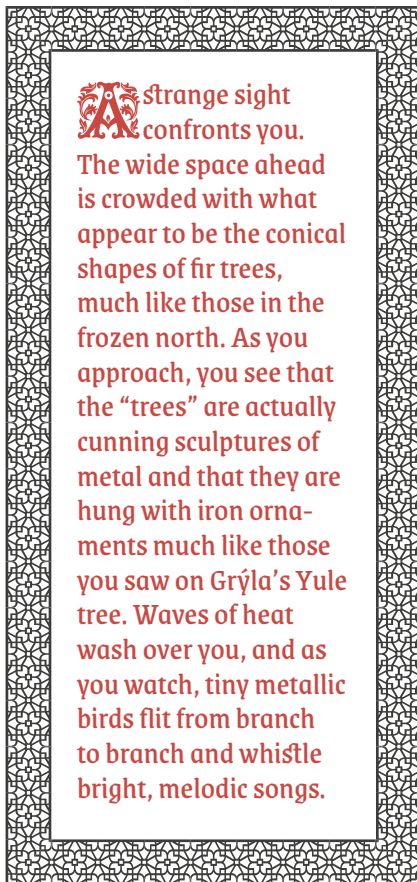 A strange sight
confronts you.
The wide space ahead
is crowded with what
appear to be the conical
shapes of fir trees,
much like those in the
frozen north. As you
approach, you see that
the “trees” are actually
cunning sculptures of
metal and that they are
hung with iron orna-
ments much like those
you saw on Grýla’s Yule
tree. Waves of heat
wash over you, and as
you watch, tiny metallic
birds flit from branch
to branch and whistle
bright, melodic songs.